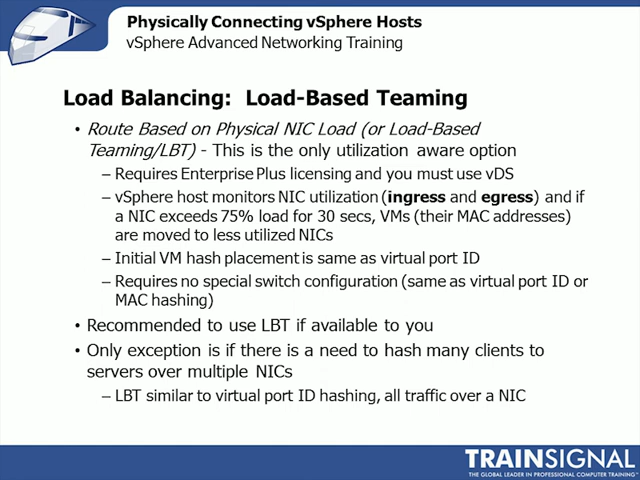 Physically Connecting vSphere Hosts
vSphere Advanced Networking Training
Load Balancing: Load-Based Teaming
• Route Based on Physical NIC Load (or Load-Based
Teaming/LBT) - This is the only utilization aware option
– Requires Enterprise Plus licensing and you must use vDS
– vSphere host monitors NIC utilization (ingress and egress) and if
a NIC exceeds 75% load for 30 secs, VMs (their MAC addresses)
are moved to less utilized NICs
– Initial VM hash placement is same as virtual port ID
– Requires no special switch configuration (same as virtual port ID or
MAC hashing)
• Recommended to use LBT if available to you
• Only exception is if there is a need to hash many clients to
servers over multiple NICs
– LBT similar to virtual port ID hashing, all traffic over a NIC
TRAINSIGNAL
THE GLOBAL LEADER IN PROFESSIONAL COMPUTER TRAINING